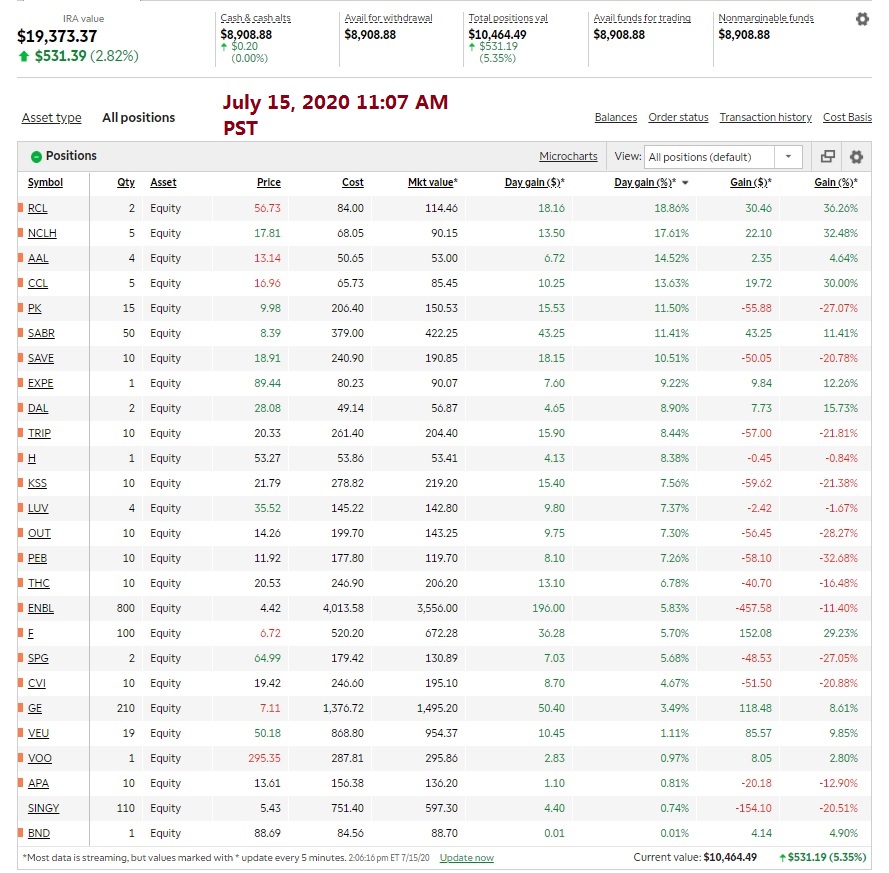 IRA value
$19,373.37
$531.39 (2.82%)
Cash & cash alts
$8,908.88
$0.20
(0.00%)
Avail for withdrawal
$8,908.88
Total positions val
$10,464.49
$531.19
(5.35%)
Avail funds for trading
$8,908.88
Nonmarginable funds
$8,908.88
Asset type All positions
July 15, 2020 11:07 AM
PST
Balances Order status Transaction history Cost Basis
Positions Microcharts View: All positions (default)
Symbol Qty Asset Price Cost Mkt value* Day gain ($)* Day gain (%)* Gain ($)* Gain (%)*
RCL 2 Equity 56.73 84.00 114.46 18.16 18.86% 30.46 36.26%
NCLH 5 Equity 17.81 68.05 90.15 13.50 17.61% 22.10 32.48%
AAL 4 Equity 13.14 50.65 53.00 6.72 14.52% 2.35 4.64%
CCL 5 Equity 16.96 65.73 85.45 10.25 13.63% 19.72 30.00%
PK 15 Equity 9.98 206.40 150.53 15.53 11.50% -55.88 -27.07%
SABR 50 Equity 8.39 379.00 422.25 43.25 11.41% 43.25 11.41%
SAVE 10 Equity 18.91 240.90 190.85 18.15 10.51% -50.05 -20.78%
EXPE 1 Equity 89.44 80.23 90.07 7.60 9.22% 9.84 12.26%
DAL 2 Equity 28.08 49.14 56.87 4.65 8.90% 7.73 15.73%
TRIP 10 Equity 20.33 261.40 204.40 15.90 8.44% -57.00 -21.81%
H 1 Equity 53.27 53.86 53.41 4.13 8.38% -0.45 -0.84%
KSS 10 Equity 21.79 278.82 219.20 15.40 7.56% -59.62 -21.38%
LUV 4 Equity 35.52 145.22 142.80 9.80 7.37% -2.42 -1.67%
OUT 10 Equity 14.26 199.70 143.25 9.75 7.30% -56.45 -28.27%
PEB 10 Equity 11.92 177.80 119.70 8.10 7.26% -58.10 -32.68%
THC 10 Equity 20.53 246.90 206.20 13.10 6.78% -40.70 -16.48%
ENBL 800 Equity 4.42 4,013.58 3,556.00 196.00 5.83% -457.58 -11.40%
F 100 Equity 6.72 520.20 672.28 36.28 5.70% 152.08 29.23%
SPG 2 Equity 64.99 179.42 130.89 7.03 5.68% -48.53 -27.05%
CVI 10 Equity 19.42 246.60 195.10 8.70 4.67% -51.50 -20.88%
GE 210 Equity 7.11 1,376.72 1,495.20 50.40 3.49% 118.48 8.61%
VEU 19 Equity 50.18 868.80 954.37 10.45 1.11% 85.57 9.85%
VOO 1 Equity 295.35 287.81 295.86 2.83 0.97% 8.05 2.80%
APA 10 Equity 13.61 156.38 136.20 1.10 0.81% -20.18 -12.90%
SINGY 110 Equity 5.43 751.40 597.30 4.40 0.74% -154.10 -20.51%
BND 1 Equity 88.69 84.56 88.70 0.01 0.01% 4.14 4.90%
*Most data is streaming, but values marked with * update every 5 minutes. 2:06:16 pm ET 7/15/20 Update now Current value: $10,464.49 $531.19 (5.35%)